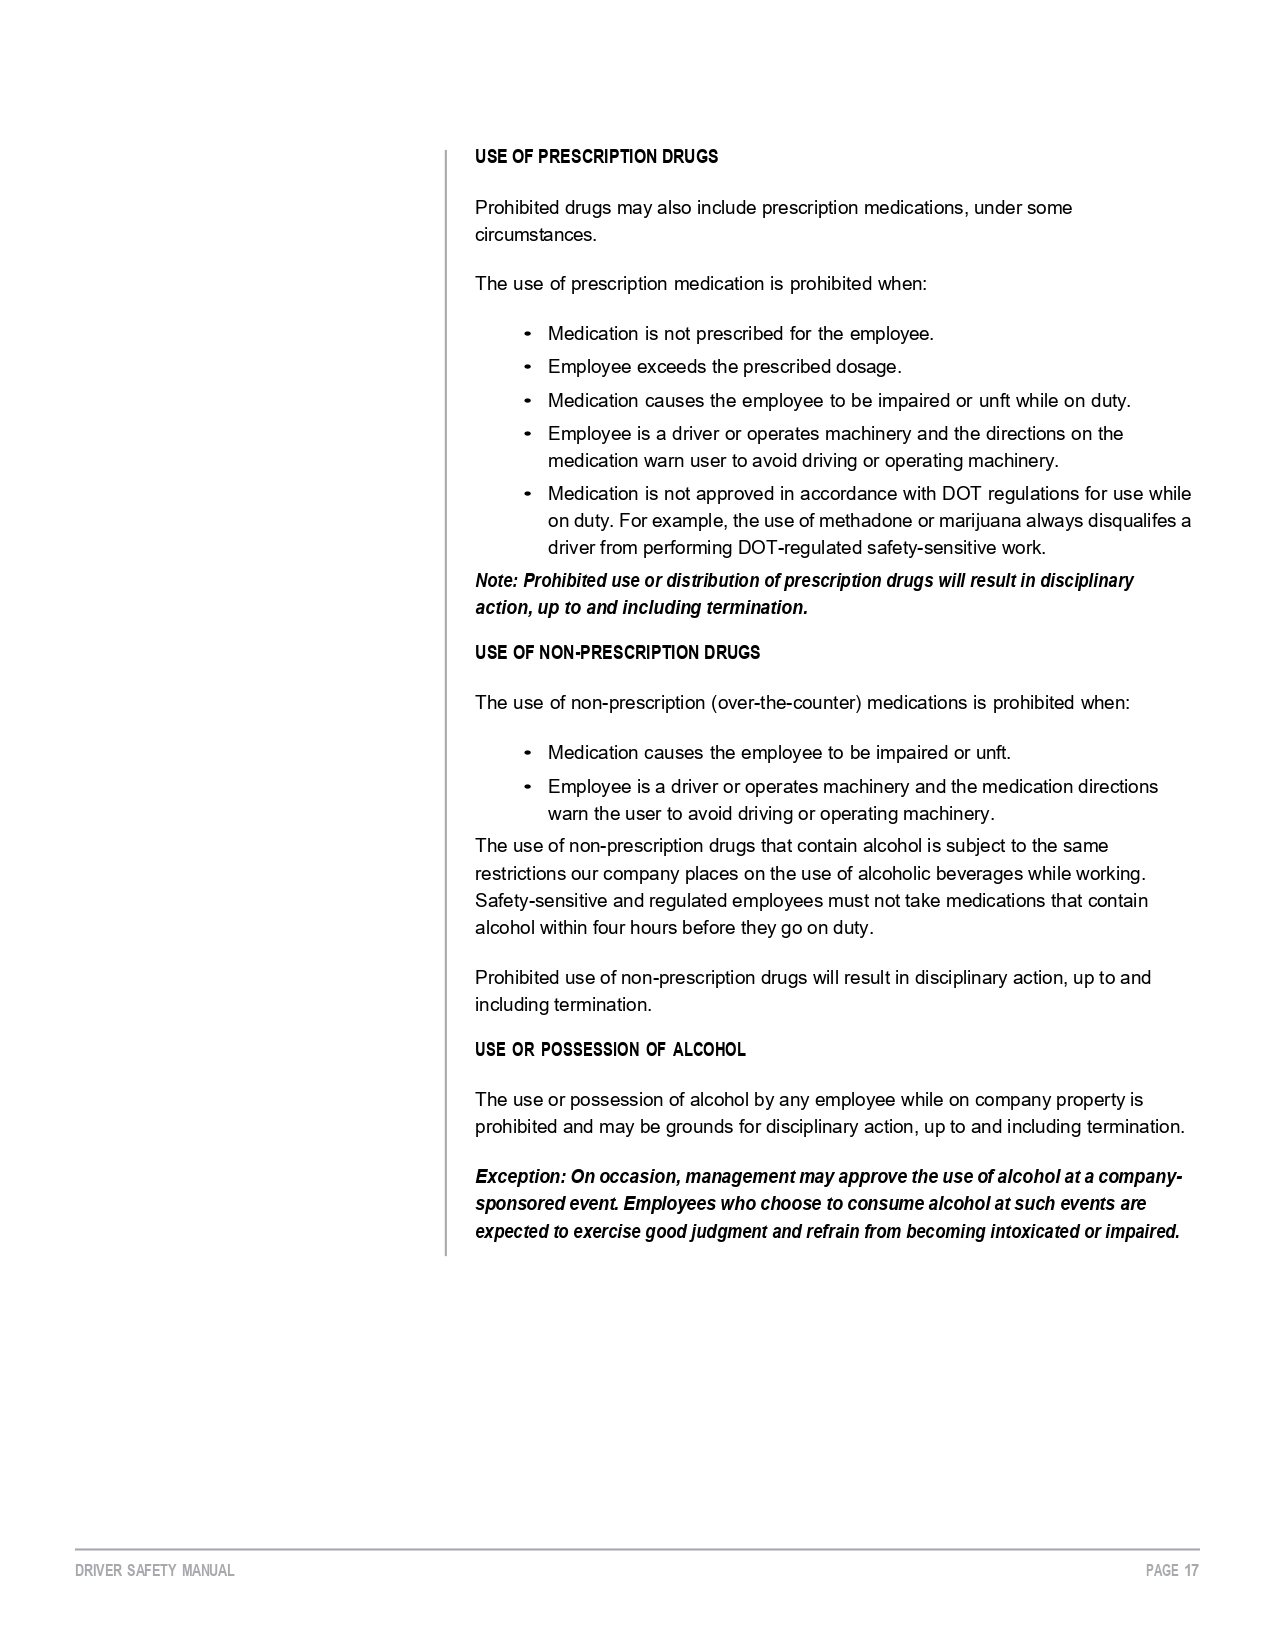 USE OF PRESCRIPTION DRUGS
Prohibited drugs may also include prescription medications, under some
circumstances.
The use of prescription medication is prohibited when:
• Medication is not prescribed for the employee.
• Employee exceeds the prescribed dosage.
• Medication causes the employee to be impaired or unft while on duty.
• Employee is a driver or operates machinery and the directions on the
medication warn user to avoid driving or operating machinery.
• Medication is not approved in accordance with DOT regulations for use while
on duty. For example, the use of methadone or marijuana always disqualifes a
driver from performing DOT-regulated safety-sensitive work.
Note: Prohibited use or distribution of prescription drugs will result in disciplinary
action, up to and including termination.
USE OF NON-PRESCRIPTION DRUGS
The use of non-prescription (over-the-counter) medications is prohibited when:
• Medication causes the employee to be impaired or unft.
• Employee is a driver or operates machinery and the medication directions
warn the user to avoid driving or operating machinery.
The use of non-prescription drugs that contain alcohol is subject to the same
restrictions our company places on the use of alcoholic beverages while working.
Safety-sensitive and regulated employees must not take medications that contain
alcohol within four hours before they go on duty.
Prohibited use of non-prescription drugs will result in disciplinary action, up to and
including termination.
USE OR POSSESSION OF ALCOHOL
The use or possession of alcohol by any employee while on company property is
prohibited and may be grounds for disciplinary action, up to and including termination.
Exception: On occasion, management may approve the use of alcohol at a company-
sponsored event. Employees who choose to consume alcohol at such events are
expected to exercise good judgment and refrain from becoming intoxicated or impaired.
DRIVER SAFETY MANUAL PAGE 17